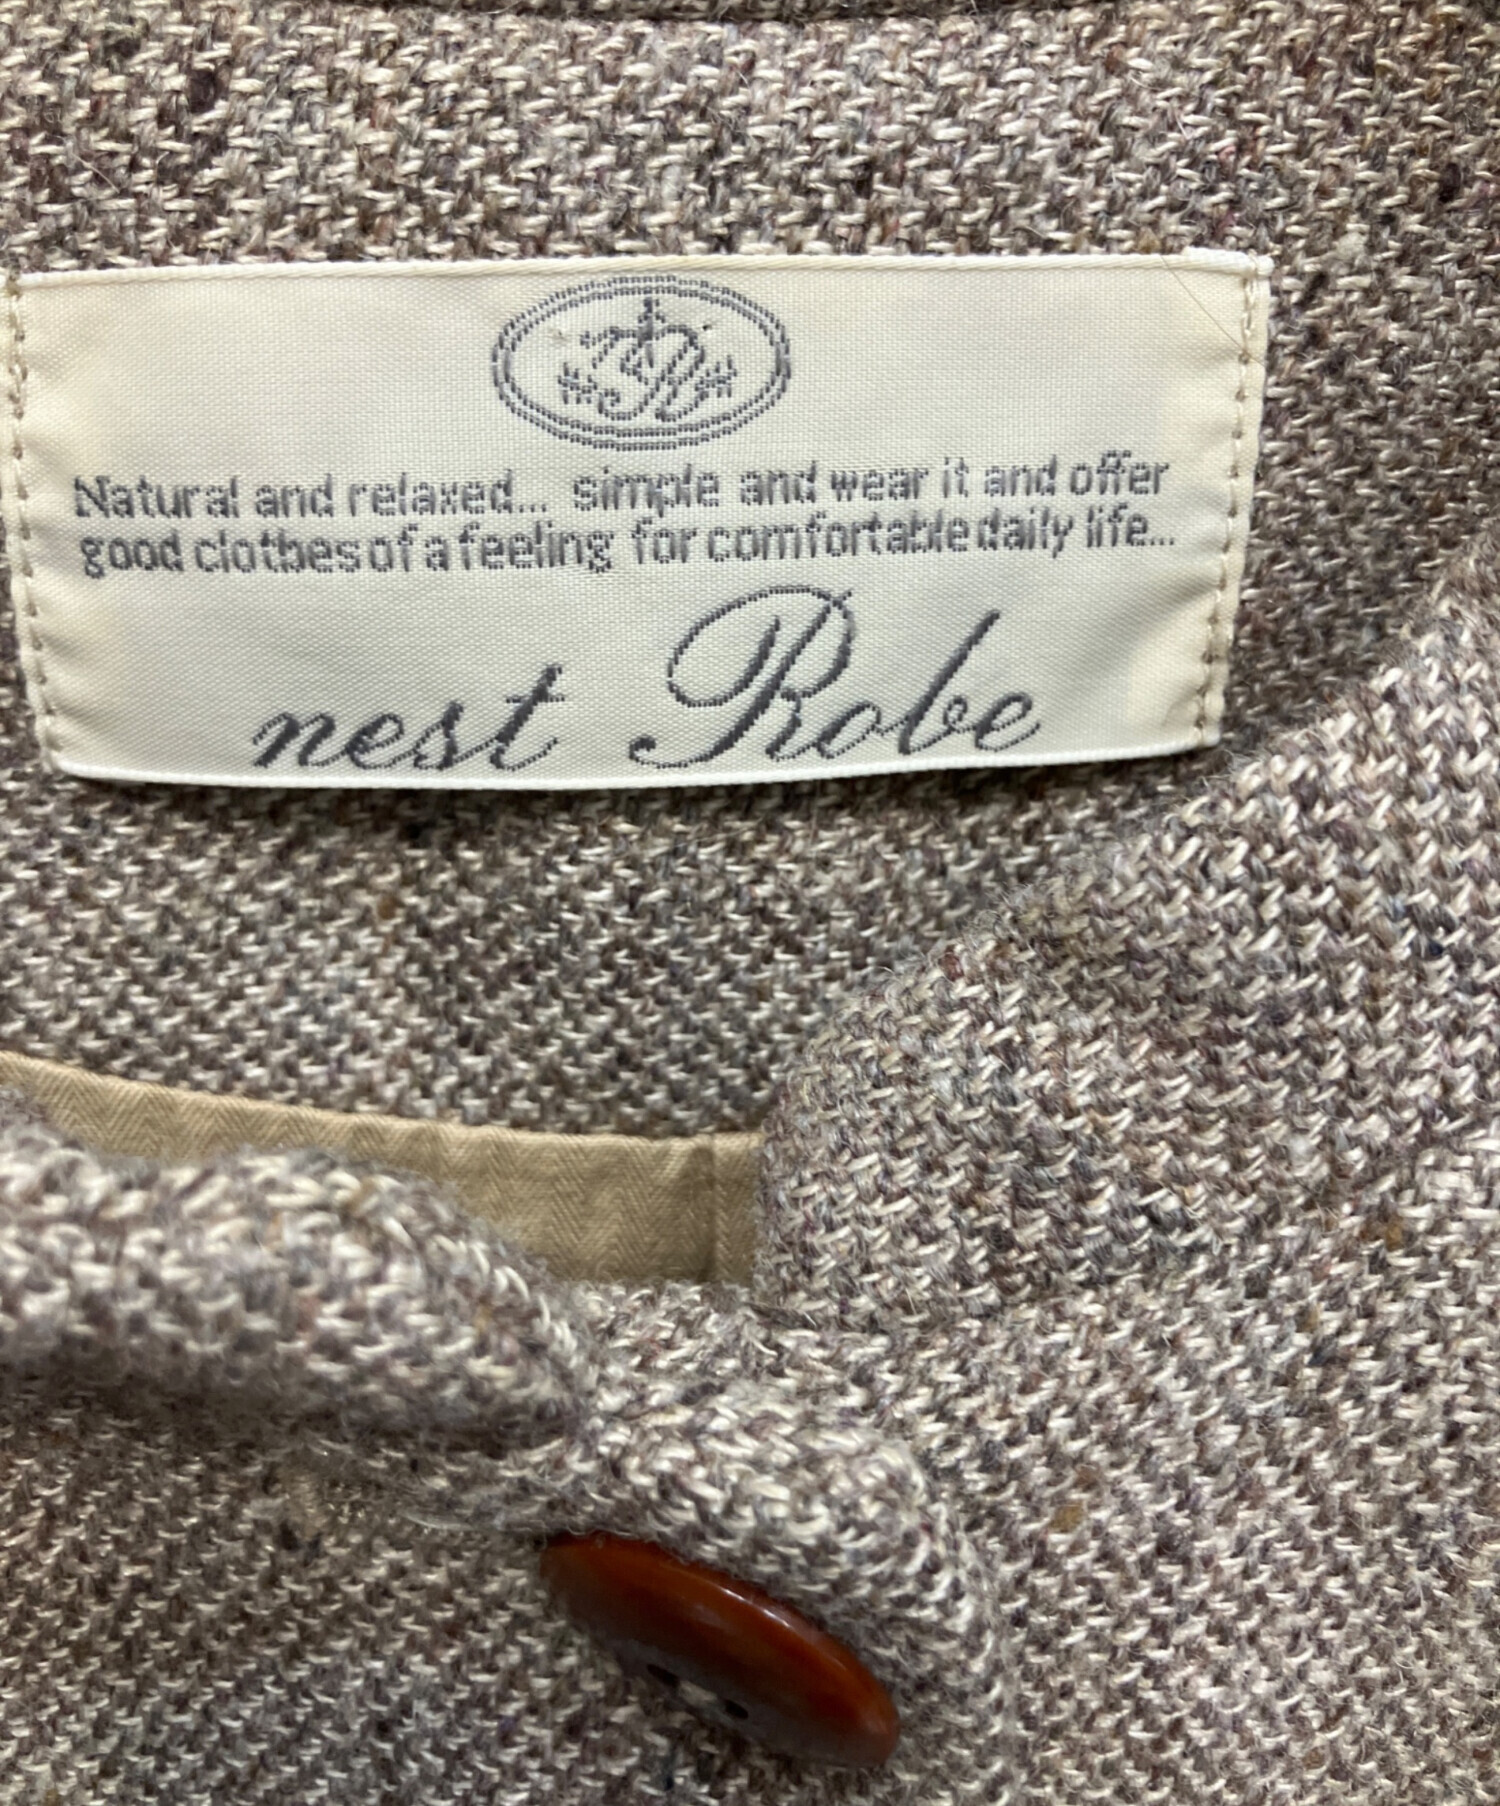 nR
Natural and relaxed... simple and wear it and offer
good clothes of a feeling for comfortable daily life...
nest Robe